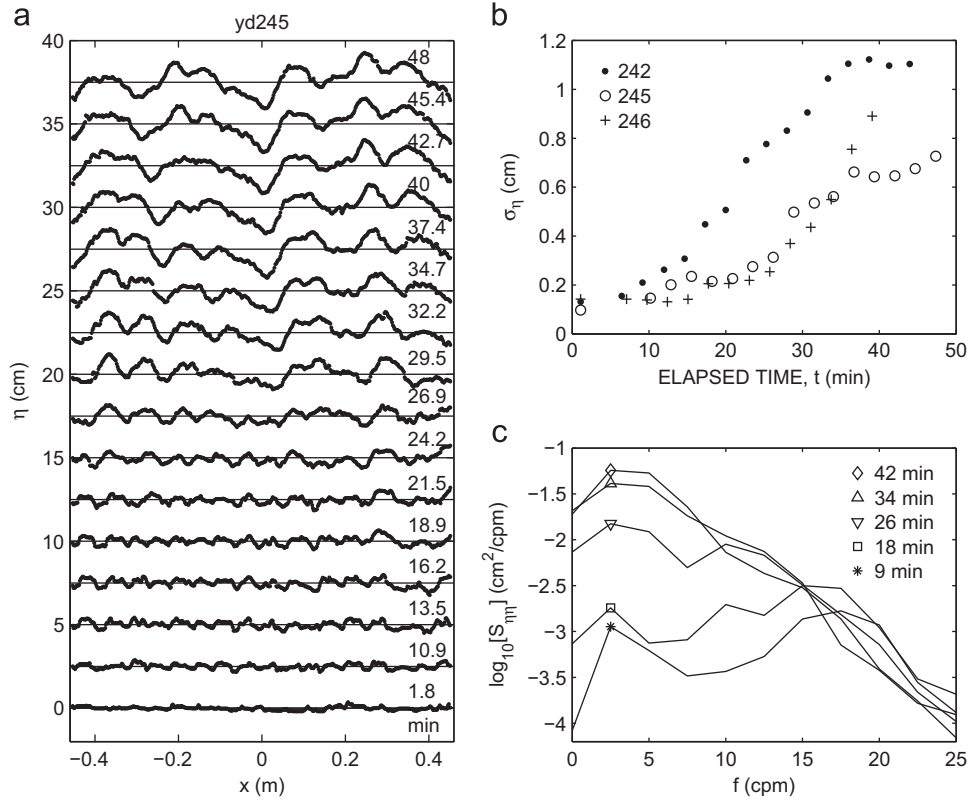 a
yd245
40
35
30
25
20
15
10
5
0
η (cm)
48
45.4
42.7
40
37.4
34.7
32.2
29.5
26.9
24.2
21.5
18.9
16.2
13.5
10.9
1.8
min
−0.4 −0.2 0 0.2 0.4
x (m)
b
1.2
1
0.8
0.6
0.4
0.2
0
ση (cm)
242
245
246
0 10 20 30 40 50
ELAPSED TIME, t (min)
c
−1
−1.5
−2
−2.5
−3
−3.5
−4
log10[Sηη] (cm2/cpm)
42 min
34 min
26 min
18 min
9 min
0 5 10 15 20 25
f (cpm)